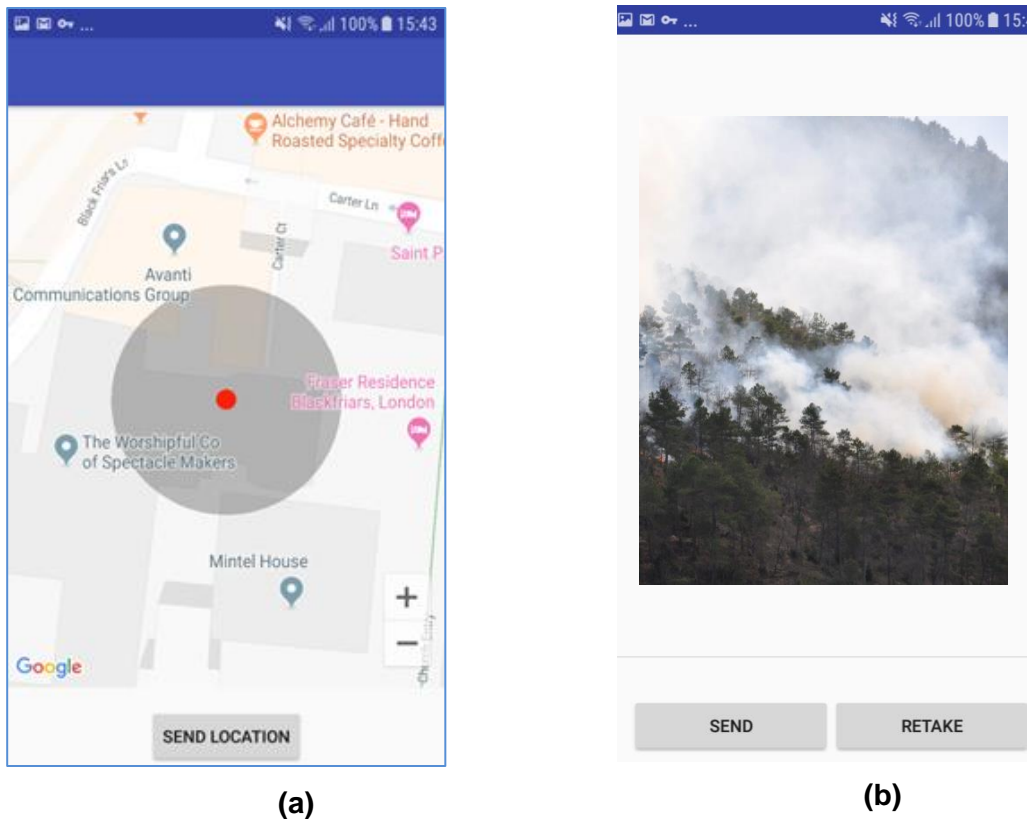 ... 100% 15:43
Alchemy Café - Hand
Roasted Specialty Coff
Black Friars Ln
Carter Ln
Carter Ct
Saint P
Avanti
Communications Group
Fraser Residence
Blackfriars, London
The Worshipful Co
of Spectacle Makers
Mintel House
+
−
Church Entry
Google
SEND LOCATION
(a)
... 100% 15:
SEND RETAKE
(b)